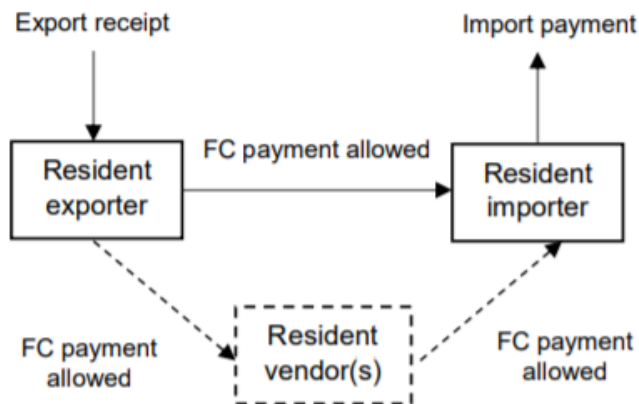 Export receipt
Import payment
FC payment allowed
Resident
exporter
Resident
importer
FC payment
allowed
Resident
vendor(s)
FC payment
allowed